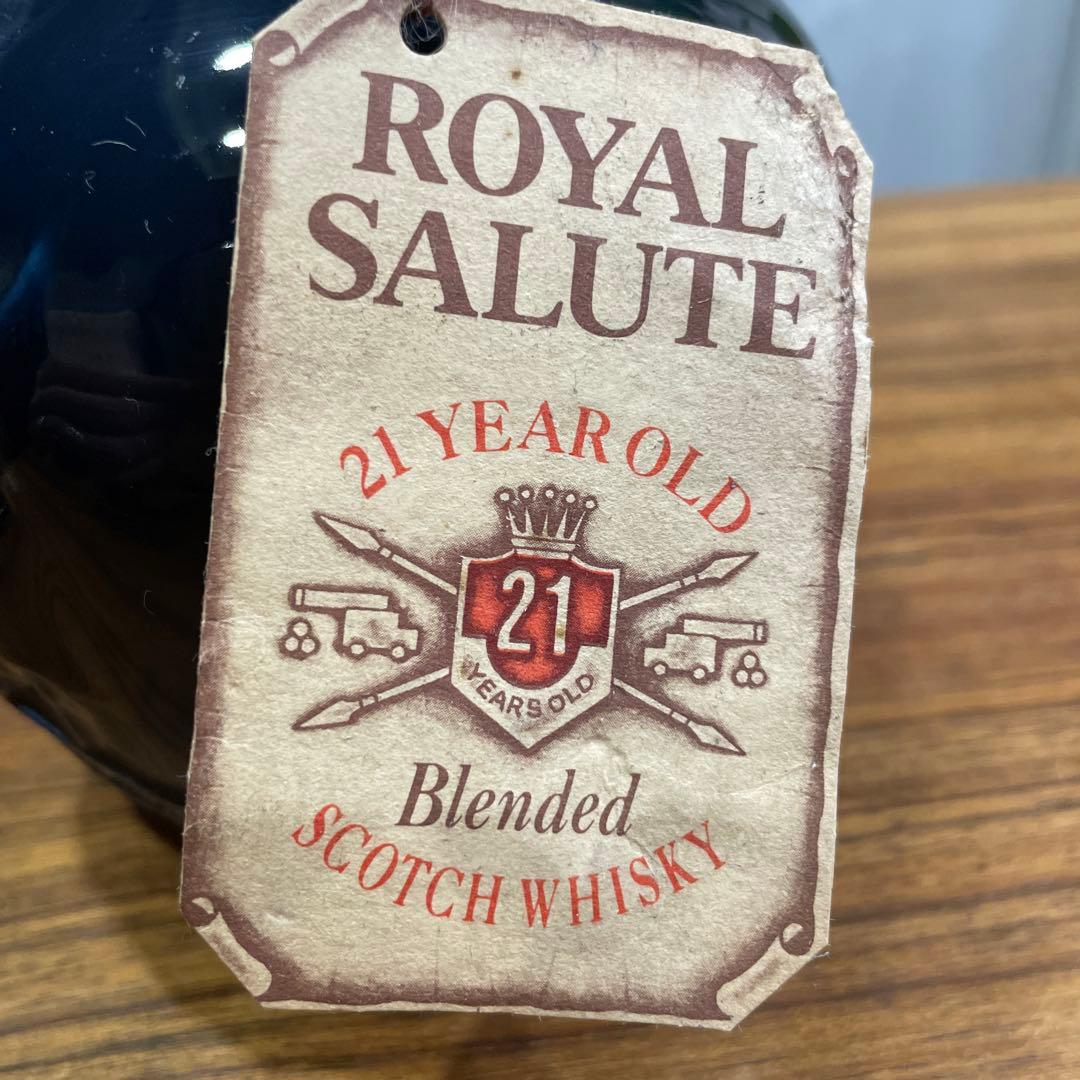 ROYAL
SALUTE
21 YEAR OLD
21
YEARS OLD
Blended
SCOTCH WHISKY